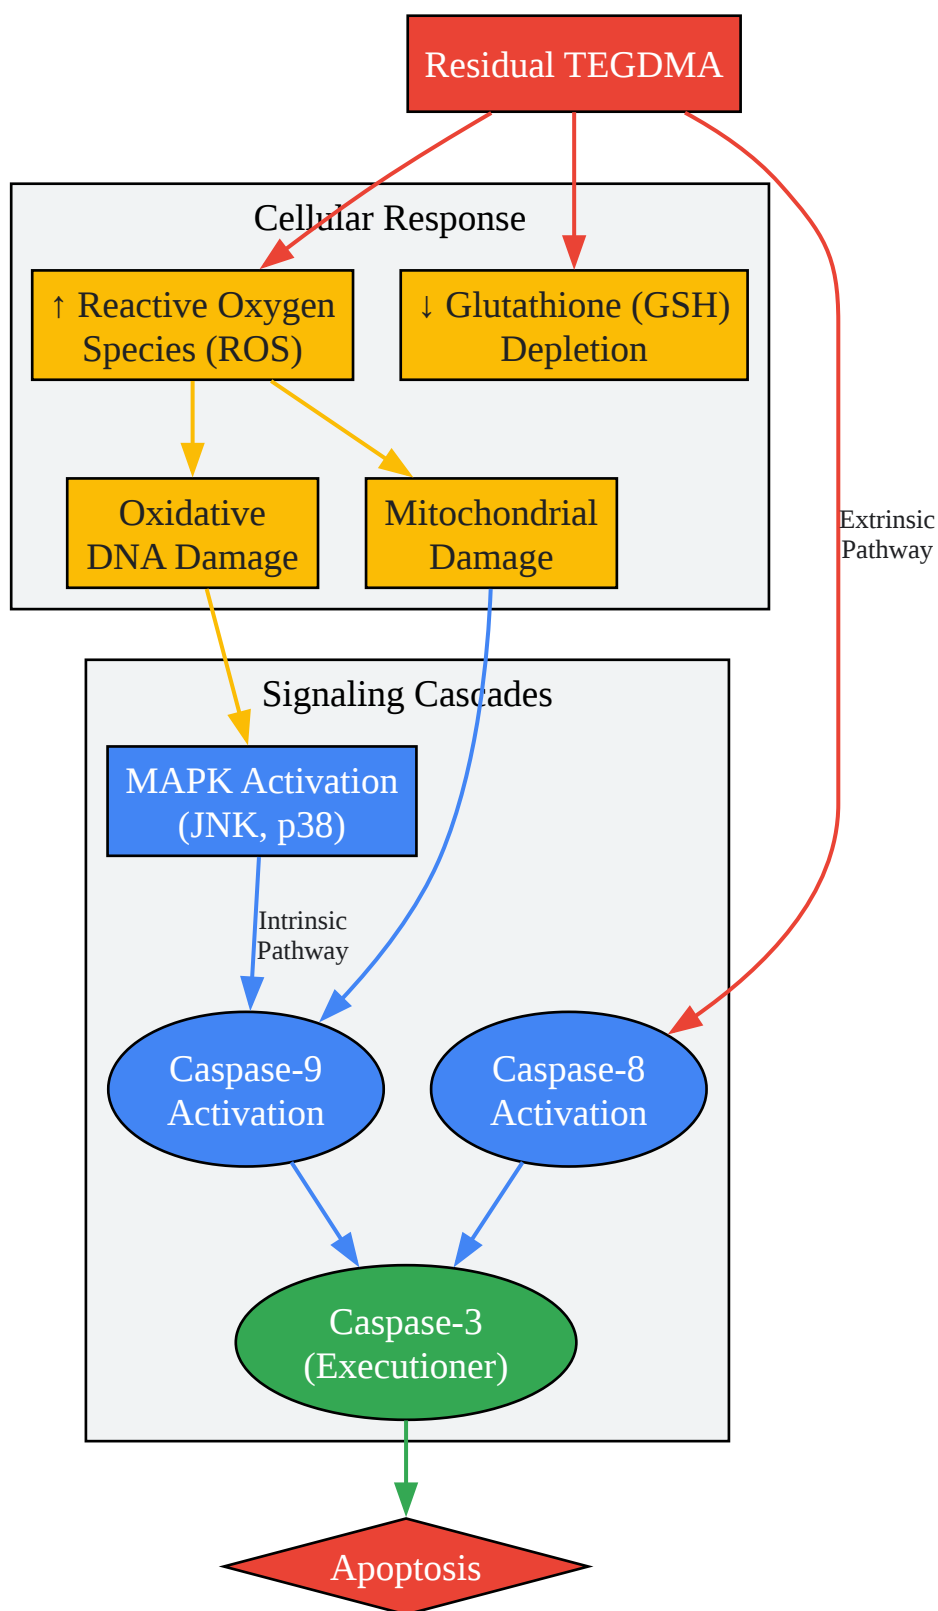 Residual TEGDMA
Cellular Response
↑ Reactive Oxygen
Species (ROS)
↓ Glutathione (GSH)
Depletion
Oxidative
DNA Damage
Mitochondrial
Damage
Extrinsic
Pathway
Signaling Cascades
MAPK Activation
(JNK, p38)
Intrinsic
Pathway
Caspase-9
Activation
Caspase-8
Activation
Caspase-3
(Executioner)
Apoptosis